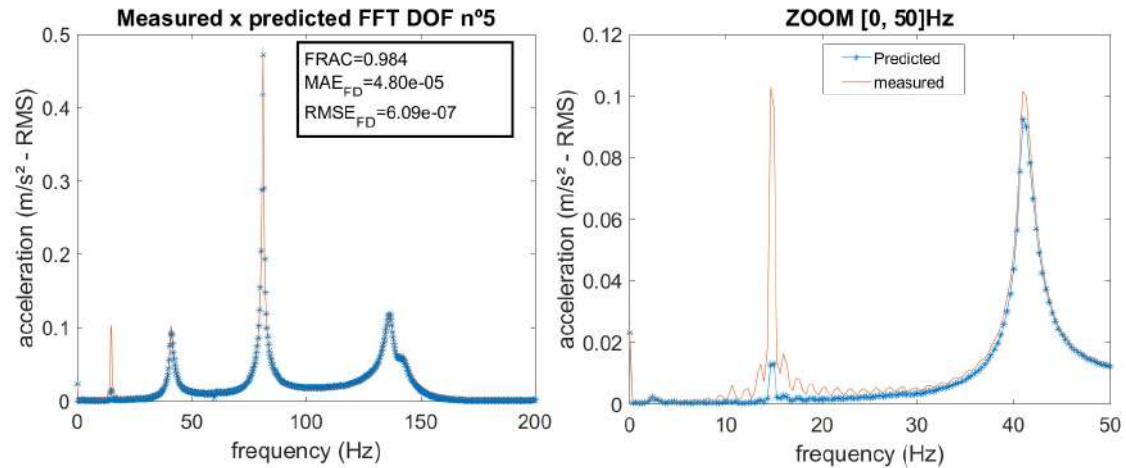 Measured x predicted FFT DOF nº5
0.5
0.4
0.3
0.2
0.1
0
acceleration (m/s² - RMS)
FRAC=0.984
MAE_FD=4.80e-05
RMSE_FD=6.09e-07
0 50 100 150 200
frequency (Hz)
ZOOM [0, 50]Hz
0.12
0.1
0.08
0.06
0.04
0.02
0
acceleration (m/s² - RMS)
Predicted
measured
0 10 20 30 40 50
frequency (Hz)